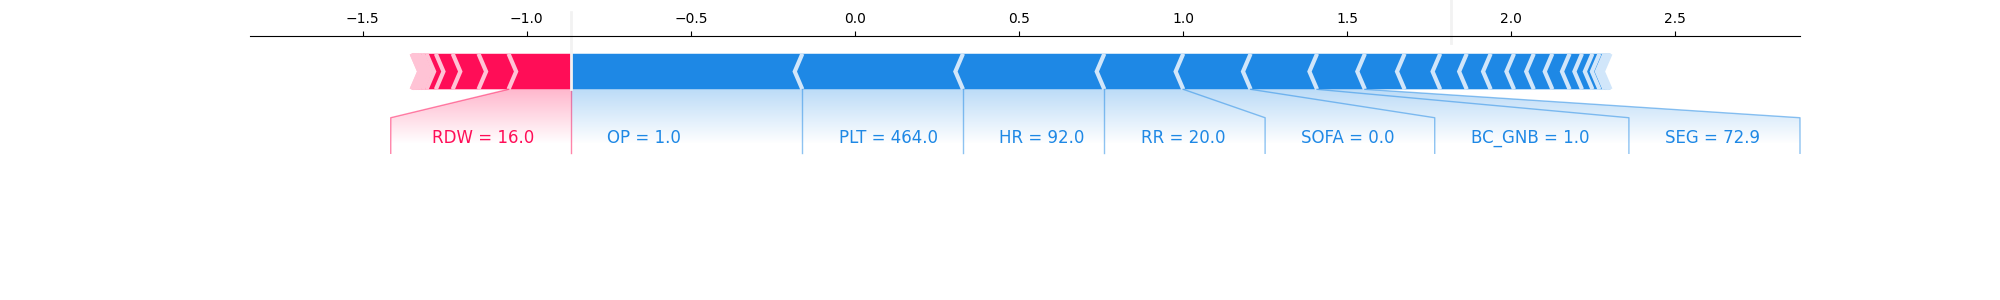 −1.5 −1.0 −0.5 0.0 0.5 1.0 1.5 2.0 2.5
RDW = 16.0 OP = 1.0 PLT = 464.0 HR = 92.0 RR = 20.0 SOFA = 0.0 BC_GNB = 1.0 SEG = 72.9